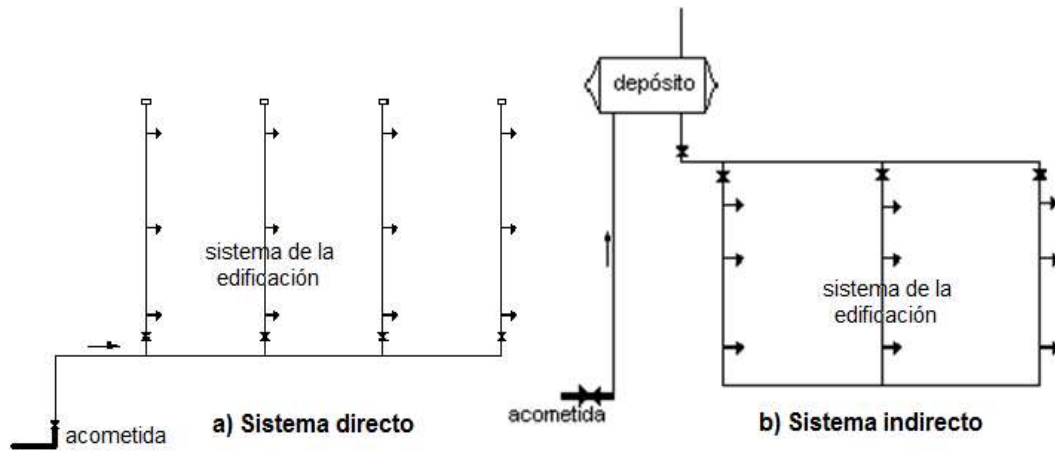 sistema de la
edificación
acometida
a) Sistema directo
depósito
sistema de la
edificación
acometida
b) Sistema indirecto